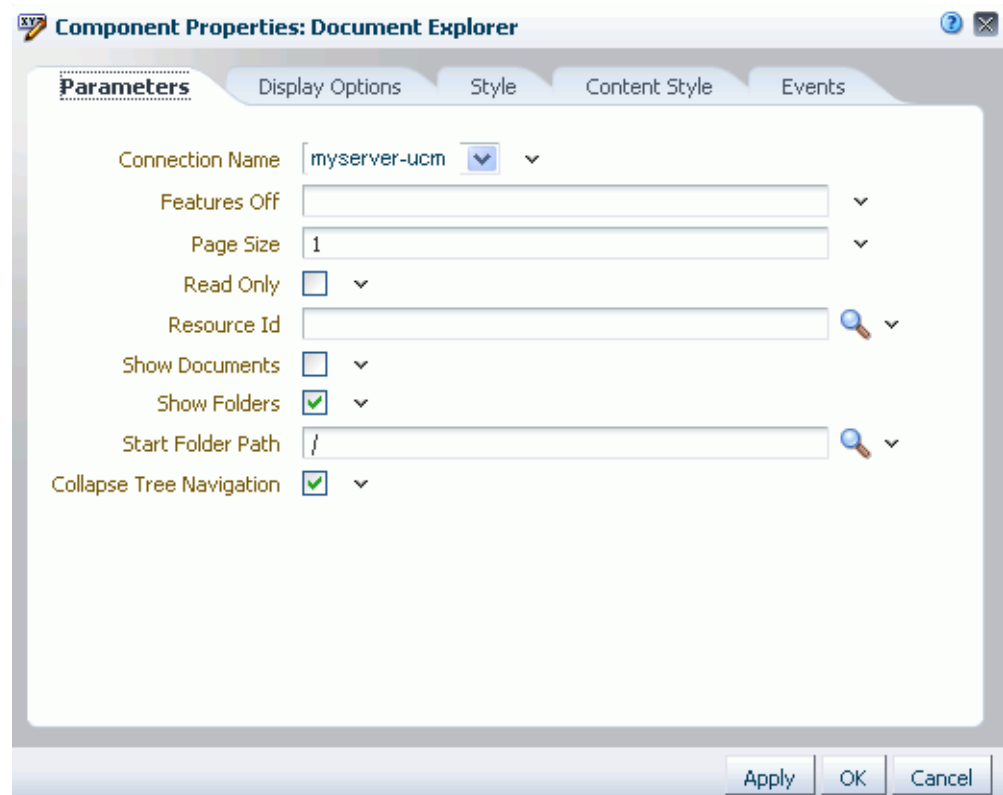 Component Properties: Document Explorer
Parameters Display Options Style Content Style Events
Connection Name myserver-ucm
Features Off
Page Size 1
Read Only
Resource Id
Show Documents
Show Folders
Start Folder Path /
Collapse Tree Navigation
Apply OK Cancel